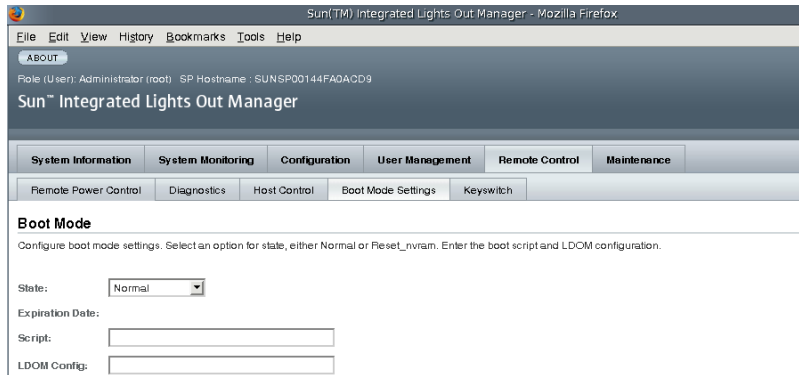 Sun(TM) Integrated Lights Out Manager - Mozilla Firefox
File Edit View History Bookmarks Tools Help
ABOUT
Role (User): Administrator (root) SP Hostname : SUNSP00144FA0ACD9
Sun™ Integrated Lights Out Manager
System Information System Monitoring Configuration User Management Remote Control Maintenance
Remote Power Control Diagnostics Host Control Boot Mode Settings Keyswitch
Boot Mode
Configure boot mode settings. Select an option for state, either Normal or Reset_nvram. Enter the boot script and LDOM configuration.
State: Normal
Expiration Date:
Script:
LDOM Config: